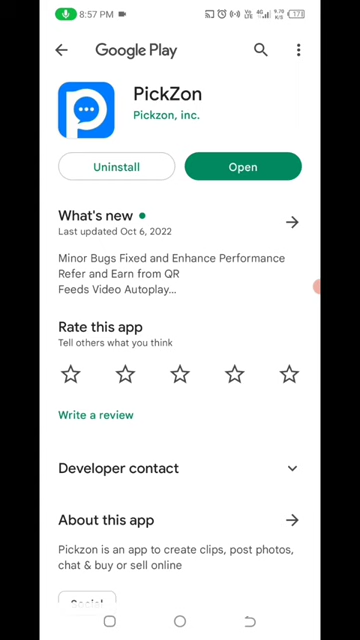 8:57 PM
Google Play
PickZon
Pickzon, inc.
Uninstall
Open
What's new
Last updated Oct 6, 2022
Minor Bugs Fixed and Enhance Performance
Refer and Earn from QR
Feeds Video Autoplay...
Rate this app
Tell others what you think
Write a review
Developer contact
About this app
Pickzon is an app to create clips, post photos,
chat & buy or sell online